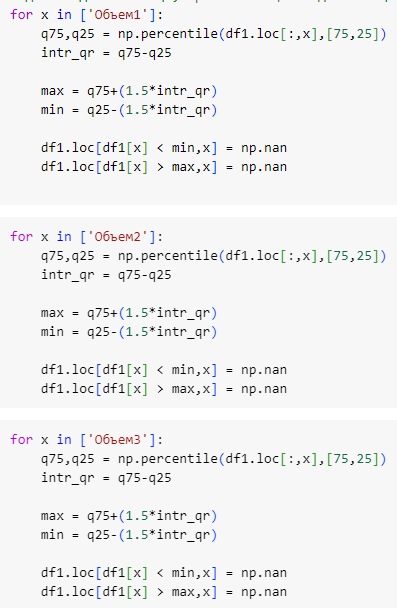 for x in ['Объем1']:
    q75,q25 = np.percentile(df1.loc[:,x],[75,25])
    intr_qr = q75-q25

    max = q75+(1.5*intr_qr)
    min = q25-(1.5*intr_qr)

    df1.loc[df1[x] < min,x] = np.nan
    df1.loc[df1[x] > max,x] = np.nan

for x in ['Объем2']:
    q75,q25 = np.percentile(df1.loc[:,x],[75,25])
    intr_qr = q75-q25

    max = q75+(1.5*intr_qr)
    min = q25-(1.5*intr_qr)

    df1.loc[df1[x] < min,x] = np.nan
    df1.loc[df1[x] > max,x] = np.nan

for x in ['Объем3']:
    q75,q25 = np.percentile(df1.loc[:,x],[75,25])
    intr_qr = q75-q25

    max = q75+(1.5*intr_qr)
    min = q25-(1.5*intr_qr)

    df1.loc[df1[x] < min,x] = np.nan
    df1.loc[df1[x] > max,x] = np.nan